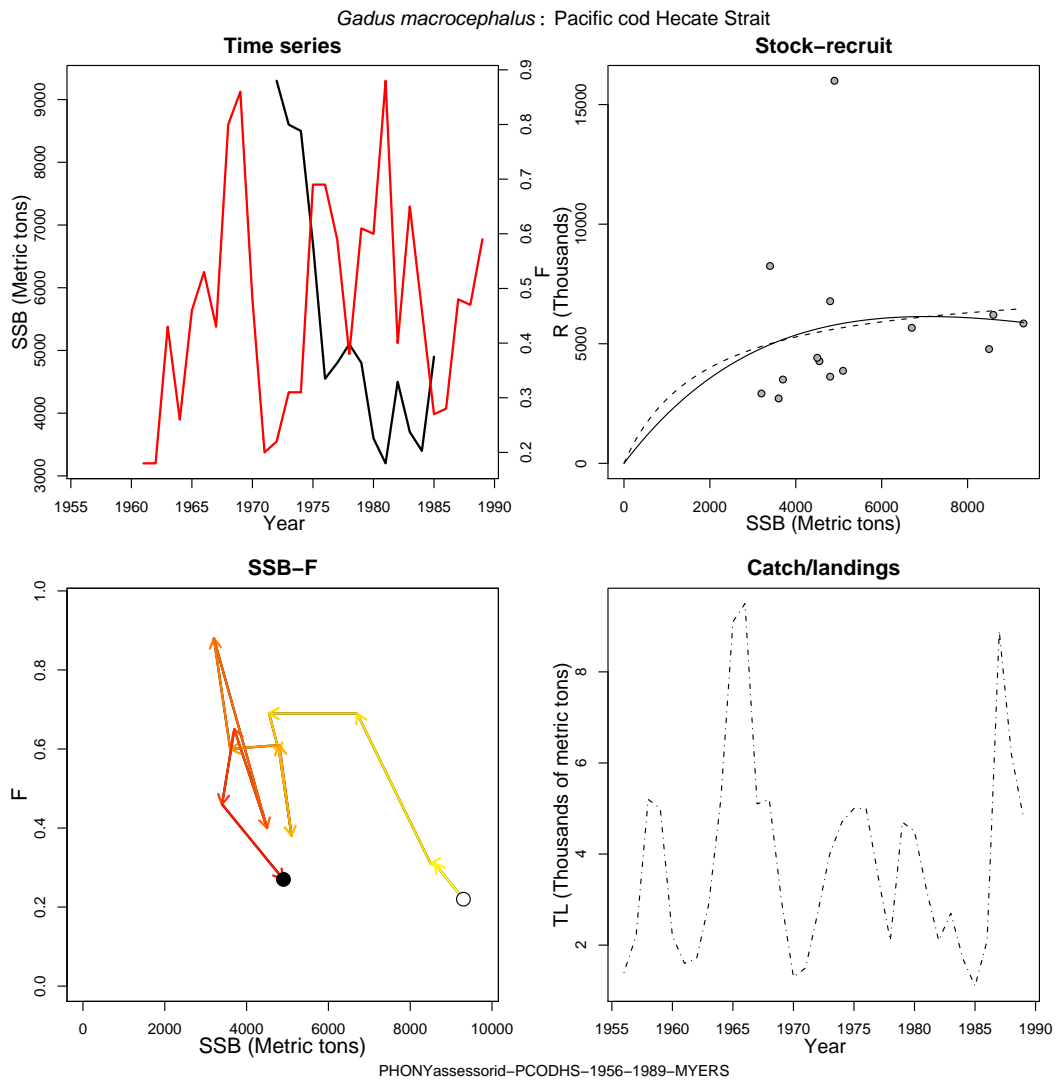 Gadus macrocephalus : Pacific cod Hecate Strait
Time series
SSB (Metric tons)
3000 4000 5000 6000 7000 8000 9000
0.2 0.3 0.4 0.5 0.6 0.7 0.8 0.9
F
1955 1960 1965 1970 1975 1980 1985 1990
Year
Stock−recruit
R (Thousands)
0 5000 10000 15000
0 2000 4000 6000 8000
SSB (Metric tons)
SSB−F
F
0.0 0.2 0.4 0.6 0.8 1.0
0 2000 4000 6000 8000 10000
SSB (Metric tons)
Catch/landings
TL (Thousands of metric tons)
2 4 6 8
1955 1960 1965 1970 1975 1980 1985 1990
Year
PHONYassessorid−PCODHS−1956−1989−MYERS